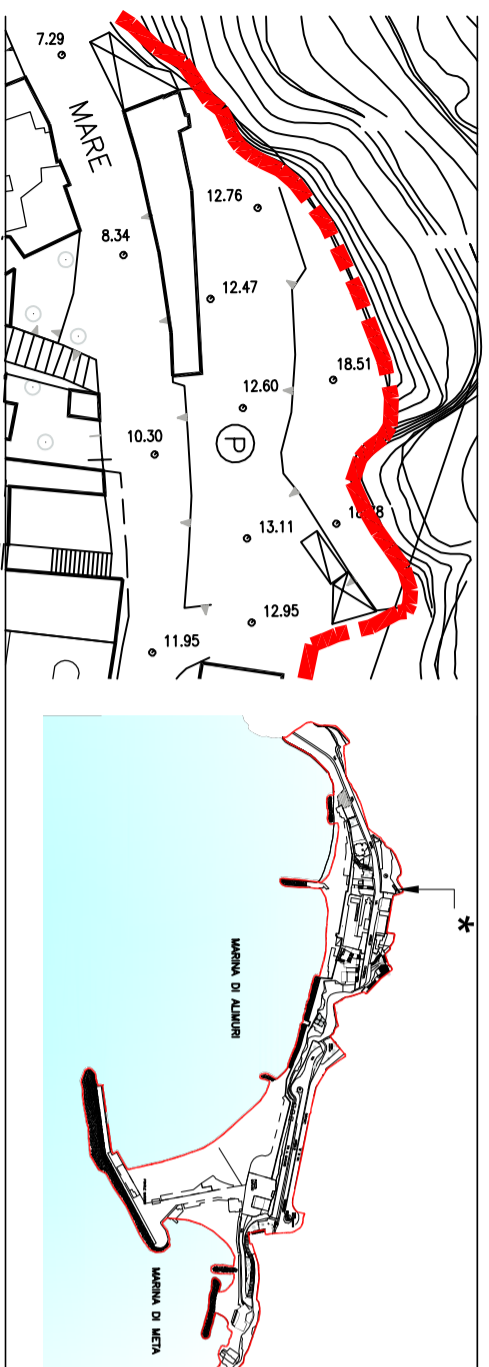 7.29
MARE
12.76
8.34
12.47
18.51
12.60
10.30
P
13.11
12.95
11.95
*
MARINA DI ALIMURI
MARINA DI META